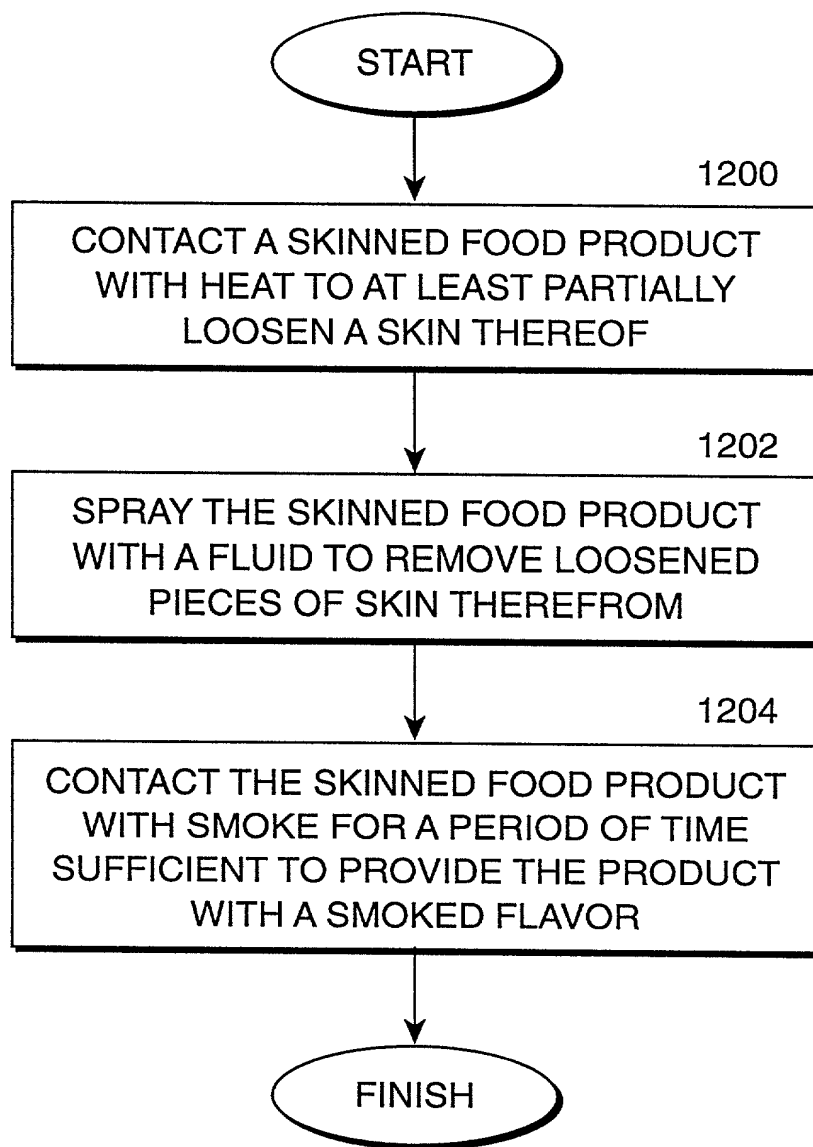 START
1200
CONTACT A SKINNED FOOD PRODUCT
WITH HEAT TO AT LEAST PARTIALLY
LOOSEN A SKIN THEREOF
1202
SPRAY THE SKINNED FOOD PRODUCT
WITH A FLUID TO REMOVE LOOSENED
PIECES OF SKIN THEREFROM
1204
CONTACT THE SKINNED FOOD PRODUCT
WITH SMOKE FOR A PERIOD OF TIME
SUFFICIENT TO PROVIDE THE PRODUCT
WITH A SMOKED FLAVOR
FINISH